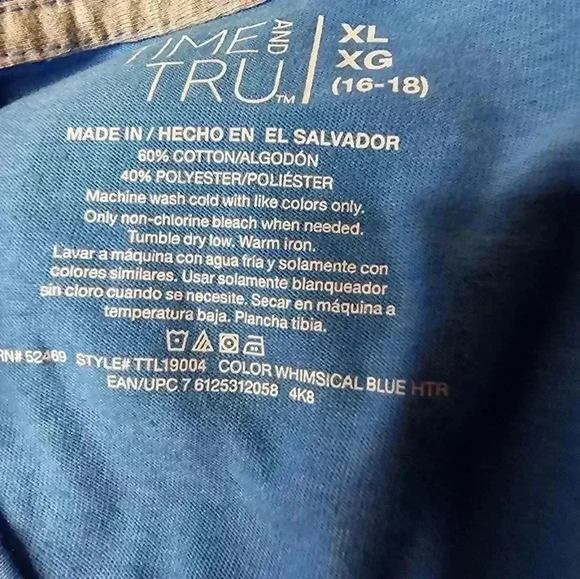 TIME AND
TRU™
XL
XG
(16-18)
MADE IN / HECHO EN EL SALVADOR
60% COTTON/ALGODÓN
40% POLYESTER/POLIÉSTER
Machine wash cold with like colors only.
Only non-chlorine bleach when needed.
Tumble dry low. Warm iron.
Lavar a máquina con agua fría y solamente con
colores similares. Usar solamente blanqueador
sin cloro cuando se necesite. Secar en máquina a
temperatura baja. Plancha tibia.
RN# 52469 STYLE# TTL19004 COLOR WHIMSICAL BLUE HTR
EAN/UPC 7 6125312058 4K8